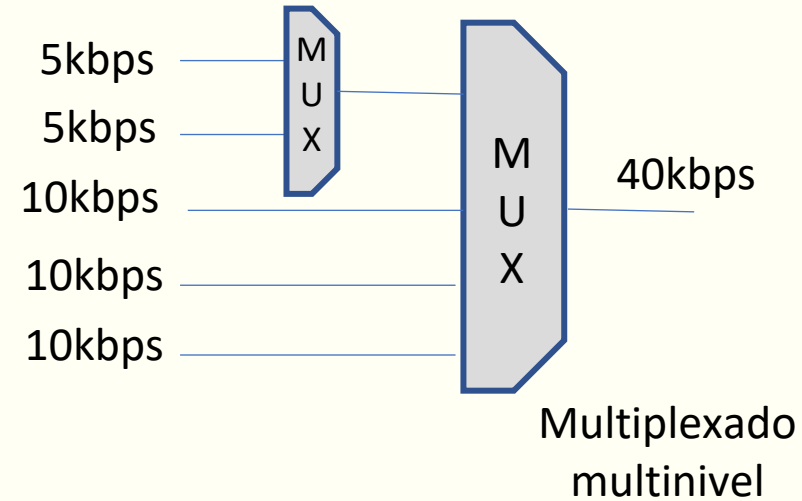 5kbps
5kbps
10kbps
10kbps
10kbps
M
U
X
M
U
X
40kbps
Multiplexado
multinivel